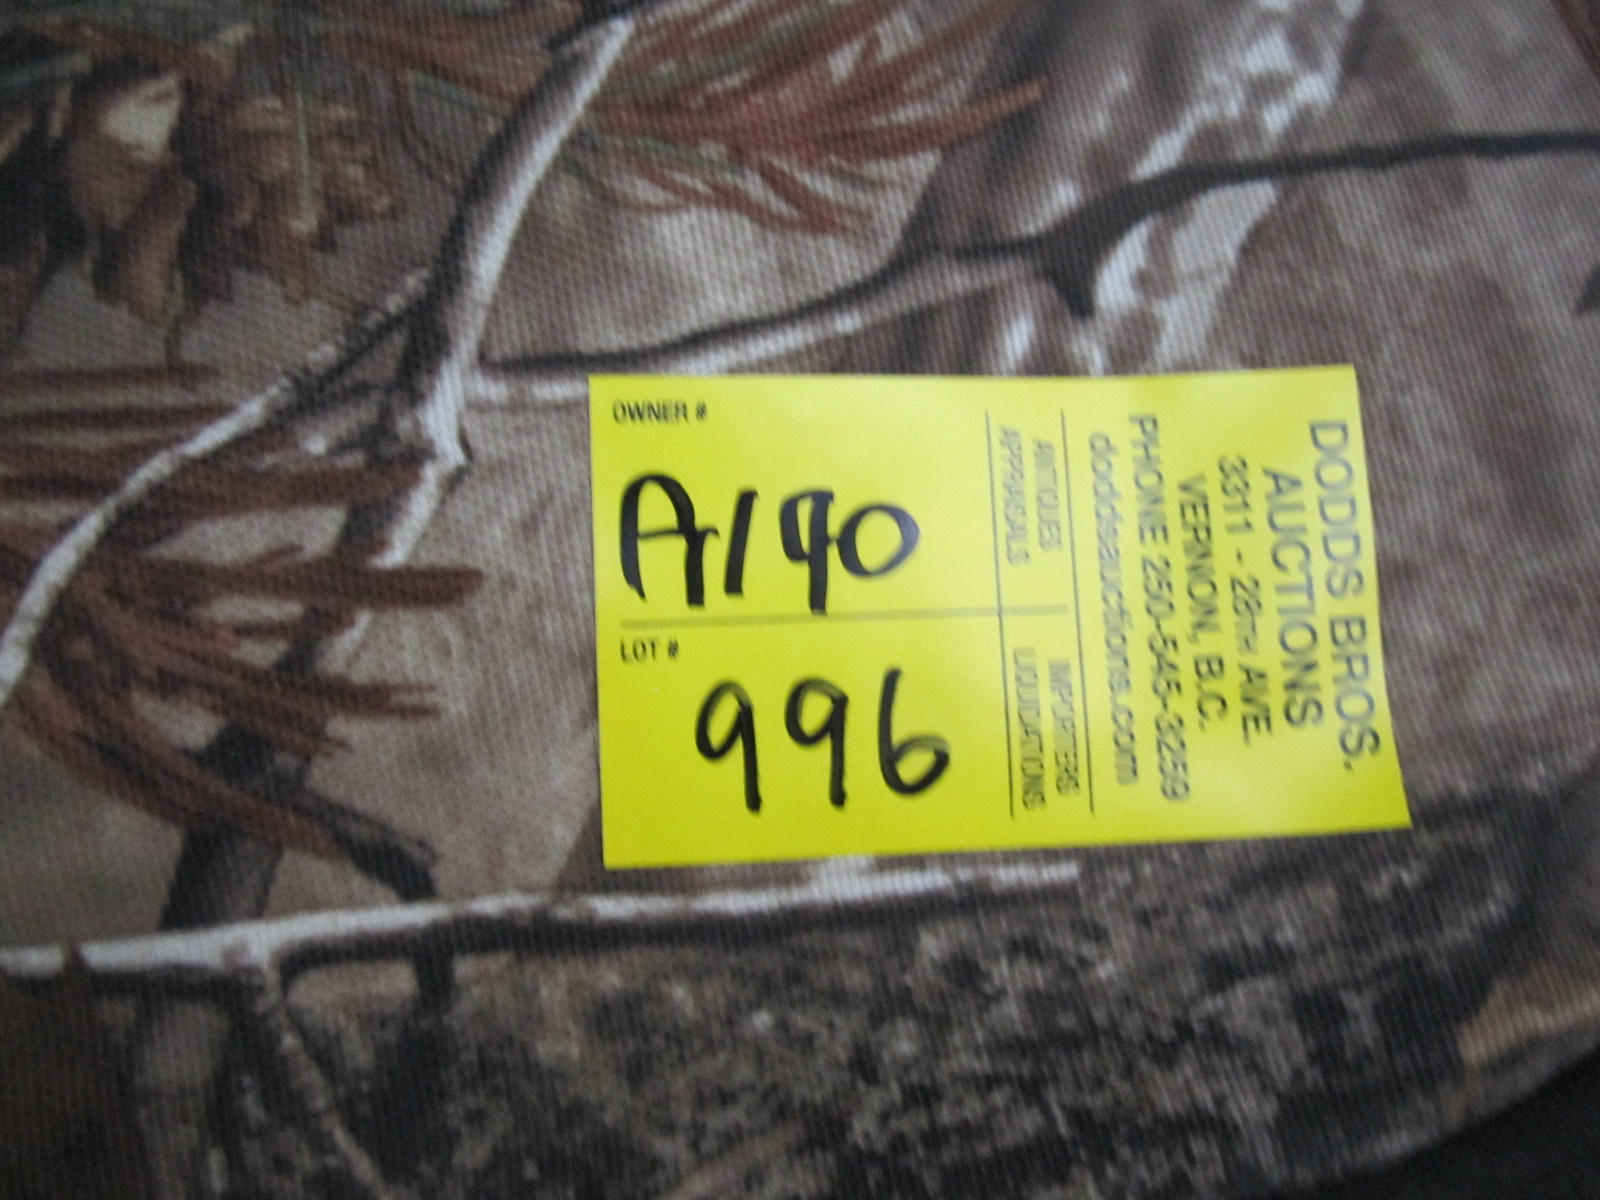 OWNER #
A190
LOT #
996
ANTIQUES
APPRAISALS
IMPORTERS
LIQUIDATIONS
DODDS BROS.
AUCTIONS
3311 - 28TH AVE.
VERNON, B.C.
PHONE 250-545-3259
doddsauctions.com